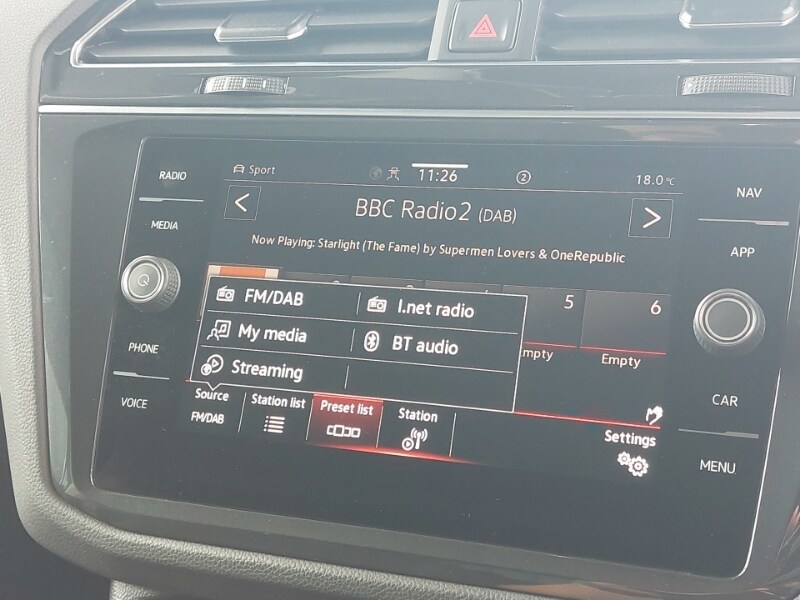 Sport
11:26
2
18.0°C
BBC Radio2 (DAB)
Now Playing: Starlight (The Fame) by Supermen Lovers & OneRepublic
FM/DAB
I.net radio
My media
BT audio
Streaming
5
6
mpty
Empty
Source
FM/DAB
Station list
Preset list
Station
Settings
RADIO
MEDIA
PHONE
VOICE
NAV
APP
CAR
MENU